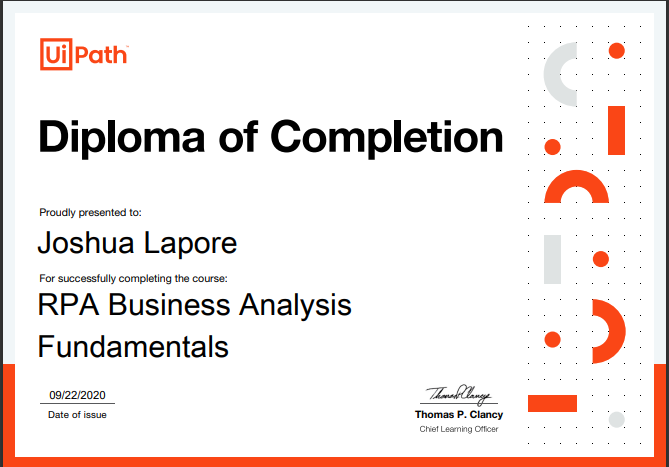 UiPath™
Diploma of Completion
Proudly presented to:
Joshua Lapore
For successfully completing the course:
RPA Business Analysis
Fundamentals
09/22/2020
Date of issue
Thomas Clancy
Thomas P. Clancy
Chief Learning Officer